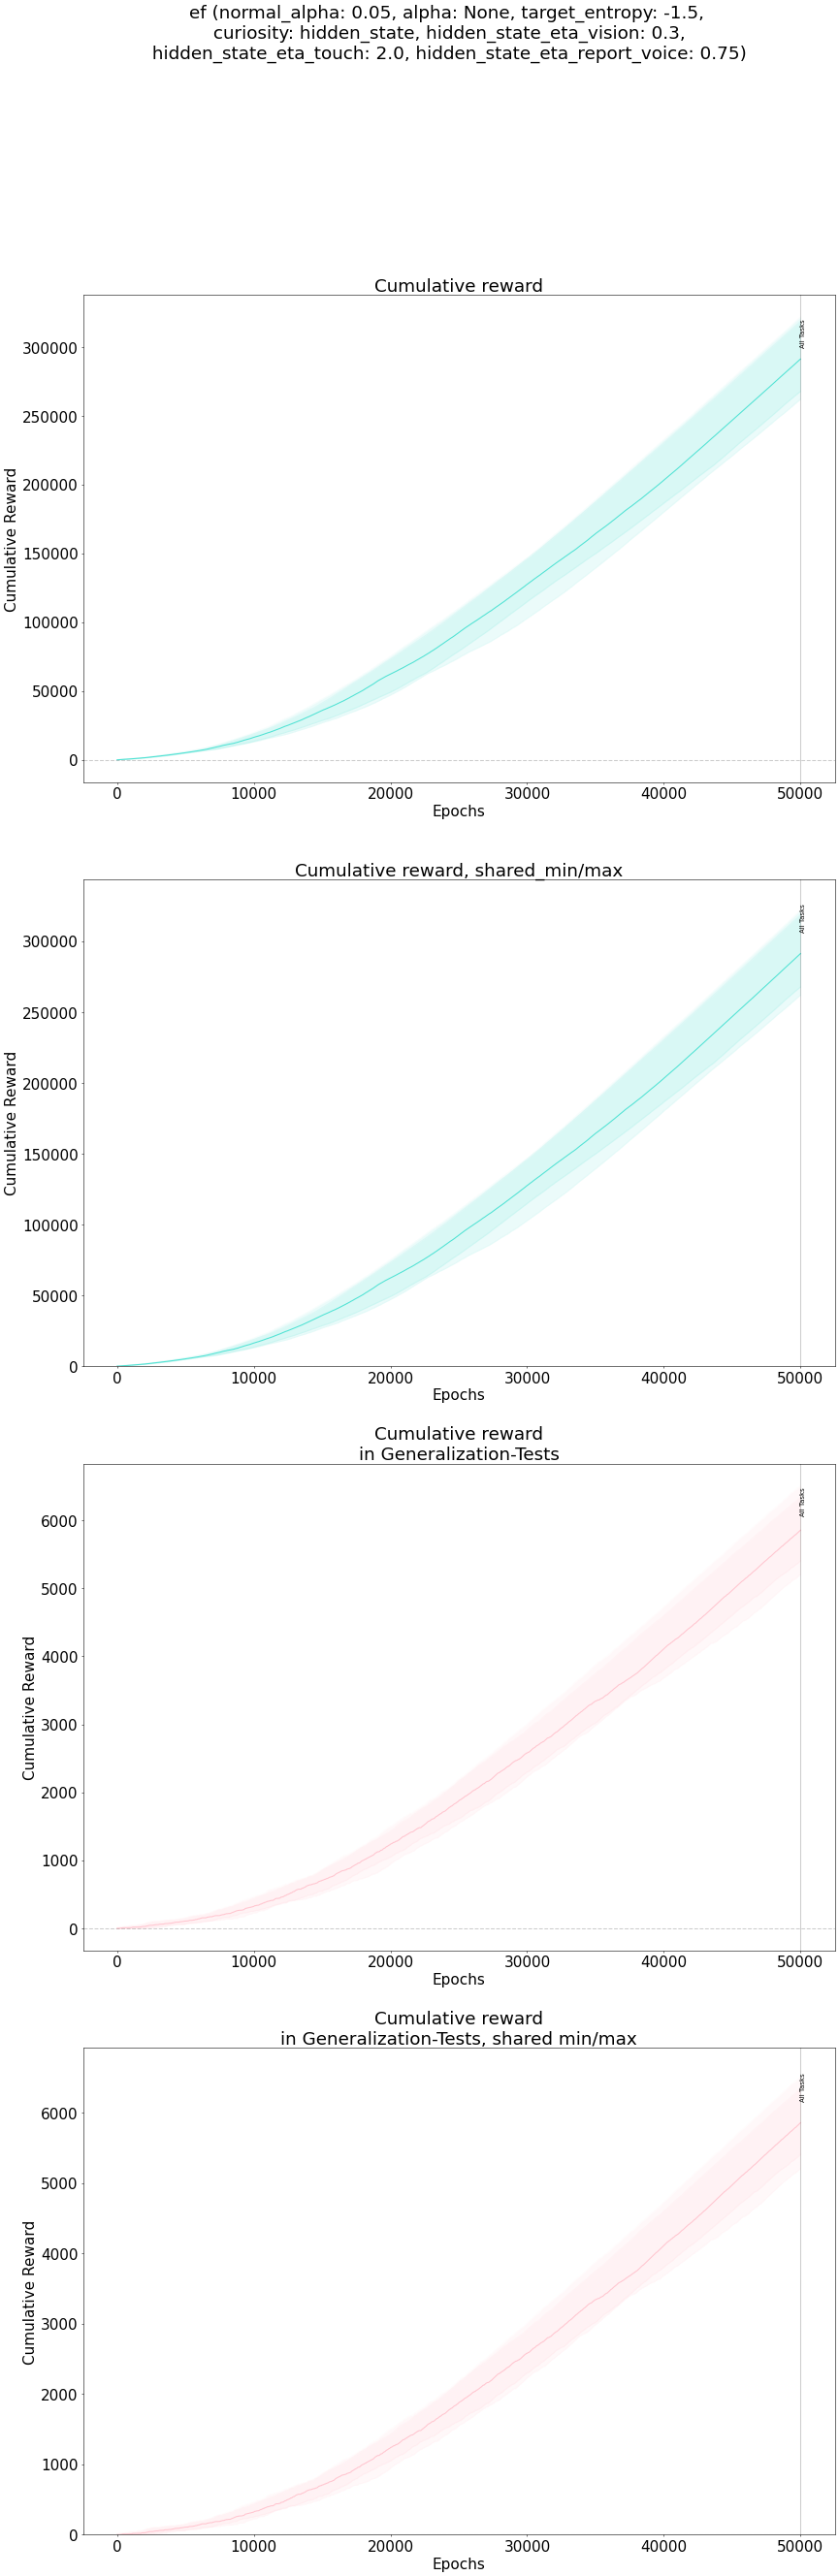 ef (normal_alpha: 0.05, alpha: None, target_entropy: -1.5,
curiosity: hidden_state, hidden_state_eta_vision: 0.3,
hidden_state_eta_touch: 2.0, hidden_state_eta_report_voice: 0.75)
Cumulative reward
All Tasks
300000
250000
200000
150000
100000
50000
0
Cumulative Reward
0 10000 20000 30000 40000 50000
Epochs
Cumulative reward, shared_min/max
All Tasks
300000
250000
200000
150000
100000
50000
0
Cumulative Reward
0 10000 20000 30000 40000 50000
Epochs
Cumulative reward
in Generalization-Tests
All Tasks
6000
5000
4000
3000
2000
1000
0
Cumulative Reward
0 10000 20000 30000 40000 50000
Epochs
Cumulative reward
in Generalization-Tests, shared min/max
All Tasks
6000
5000
4000
3000
2000
1000
0
Cumulative Reward
0 10000 20000 30000 40000 50000
Epochs